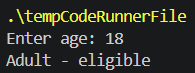 .\tempCodeRunnerFile
Enter age: 18
Adult - eligible